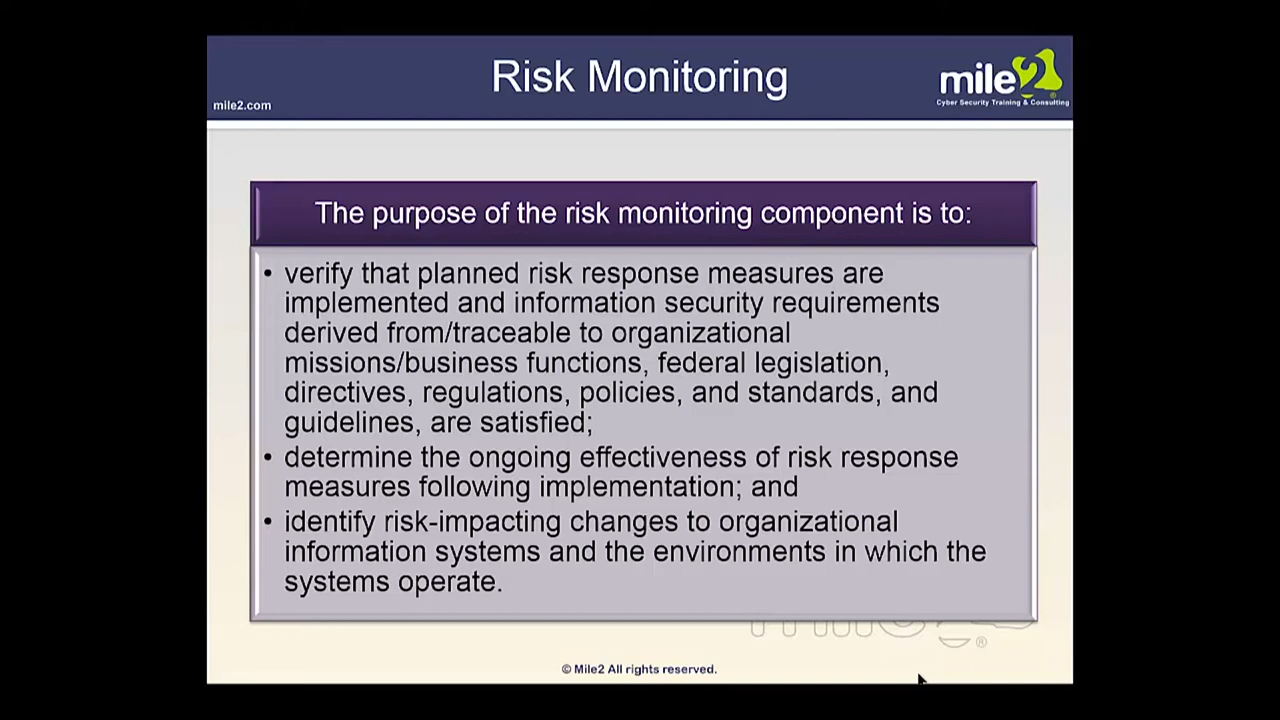 Risk Monitoring
mile2.com
mile2
Cyber Security Training & Consulting
The purpose of the risk monitoring component is to:
• verify that planned risk response measures are
implemented and information security requirements
derived from/traceable to organizational
missions/business functions, federal legislation,
directives, regulations, policies, and standards, and
guidelines, are satisfied;
• determine the ongoing effectiveness of risk response
measures following implementation; and
• identify risk-impacting changes to organizational
information systems and the environments in which the
systems operate.
© Mile2 All rights reserved.